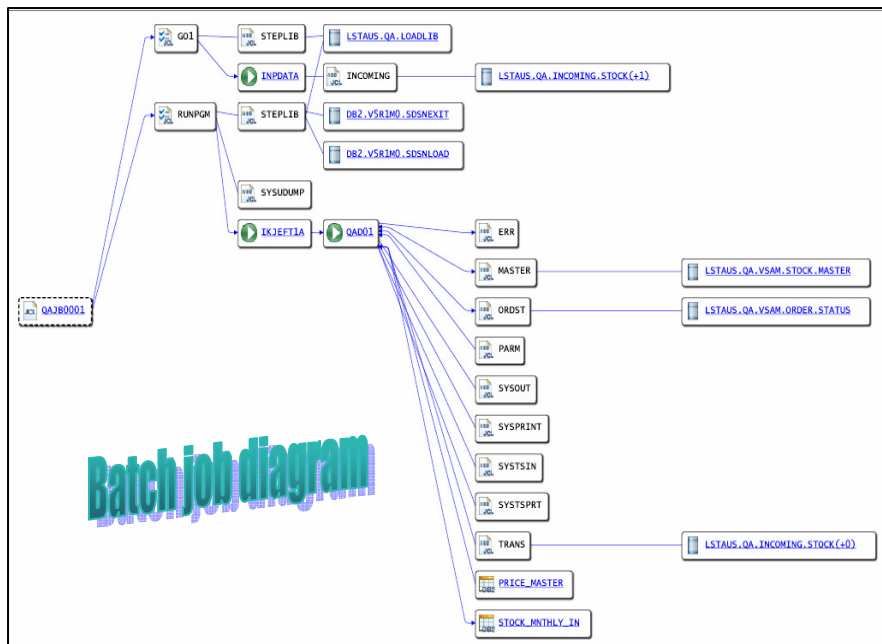 GO1
STEPLIB
LSTAUS.QA.LOADLIB
INPDATA
INCOMING
LSTAUS.QA.INCOMING.STOCK(+1)
RUNPGM
STEPLIB
DB2.V5R1M0.SDSNEXIT
DB2.V5R1M0.SDSNLOAD
SYSUDUMP
IKJEFT1A
QAD01
ERR
MASTER
LSTAUS.QA.VSAM.STOCK.MASTER
QAJB0001
ORDST
LSTAUS.QA.VSAM.ORDER.STATUS
PARM
SYSOUT
SYSPRINT
SYSTSIN
SYSTSPRT
TRANS
LSTAUS.QA.INCOMING.STOCK(+0)
PRICE_MASTER
STOCK_MNTHLY_IN
Batch job diagram